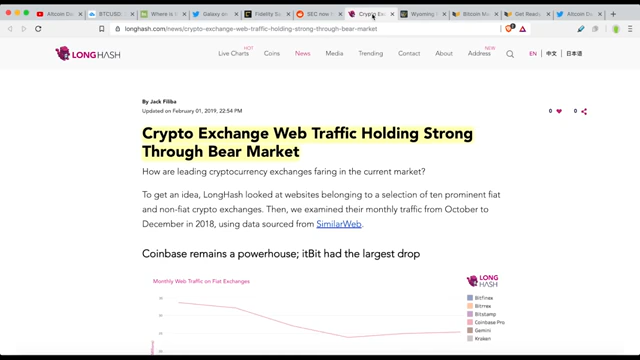 Altcoin Da
BTCUSD
Where is
Galaxy D
Fidelity Sa
SEC now t
Crypto Ex
Wyoming
Bitcoin M
Get Ready
Altcoin Da
longhash.com/news/crypto-exchange-web-traffic-holding-strong-through-bear-market
LONGHASH
HOT
NEW
Live Charts
Coins
News
Media
Trending
Contact
About
Address
EN
中文
日本語
By Jack Filiba
Updated on February 01, 2019, 22:54 PM
0
0
Crypto Exchange Web Traffic Holding Strong
Through Bear Market
How are leading cryptocurrency exchanges faring in the current market?
To get an idea, LongHash looked at websites belonging to a selection of ten prominent fiat
and non-fiat crypto exchanges. Then, we examined their monthly traffic from October to
December in 2018, using data sourced from SimilarWeb.
Coinbase remains a powerhouse; itBit had the largest drop
Monthly Web Traffic on Fiat Exchanges
LONG
HASH
Bitfinex
Bittrex
Bitstamp
Coinbase Pro
Gemini
Kraken